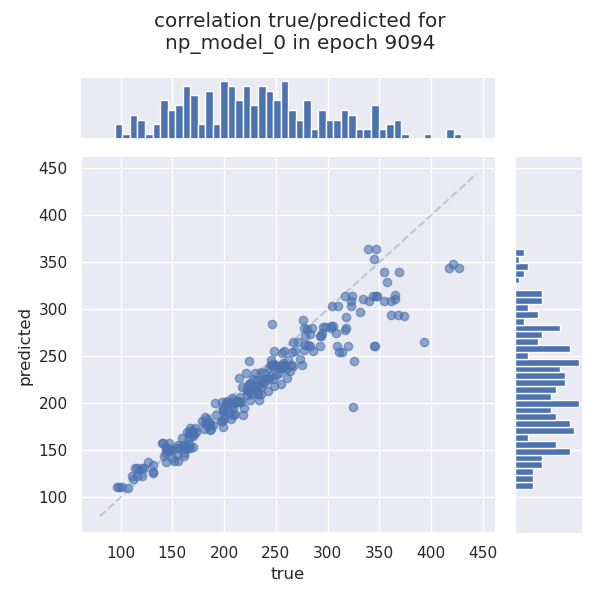 correlation true/predicted for
np_model_0 in epoch 9094
450
400
350
300
250
200
150
100
predicted
100 150 200 250 300 350 400 450
true